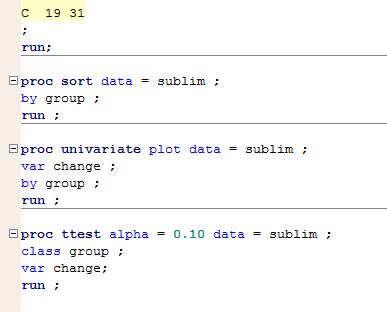 C  19 31
;
run;
proc sort data = sublim ;
by group ;
run ;
proc univariate plot data = sublim ;
var change ;
by group ;
run ;
proc ttest alpha = 0.10 data = sublim ;
class group ;
var change;
run ;